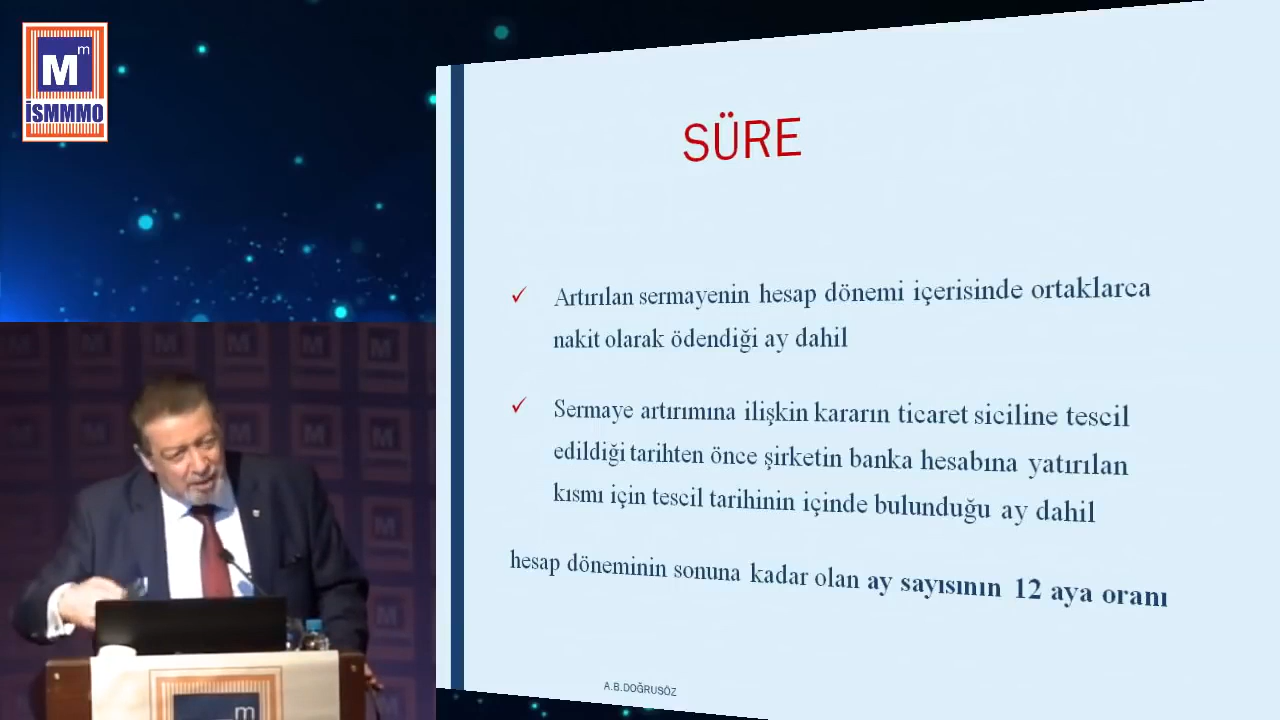 Mm
İSMMMO
SÜRE
✓ Artırılan sermayenin hesap dönemi içerisinde ortaklarca
nakit olarak ödendiği ay dahil
✓ Sermaye artırımına ilişkin kararın ticaret siciline tescil
edildiği tarihten önce şirketin banka hesabına yatırılan
kısmı için tescil tarihinin içinde bulunduğu ay dahil
hesap döneminin sonuna kadar olan ay sayısının 12 aya oranı
A.B.DOĞRUSÖZ
m